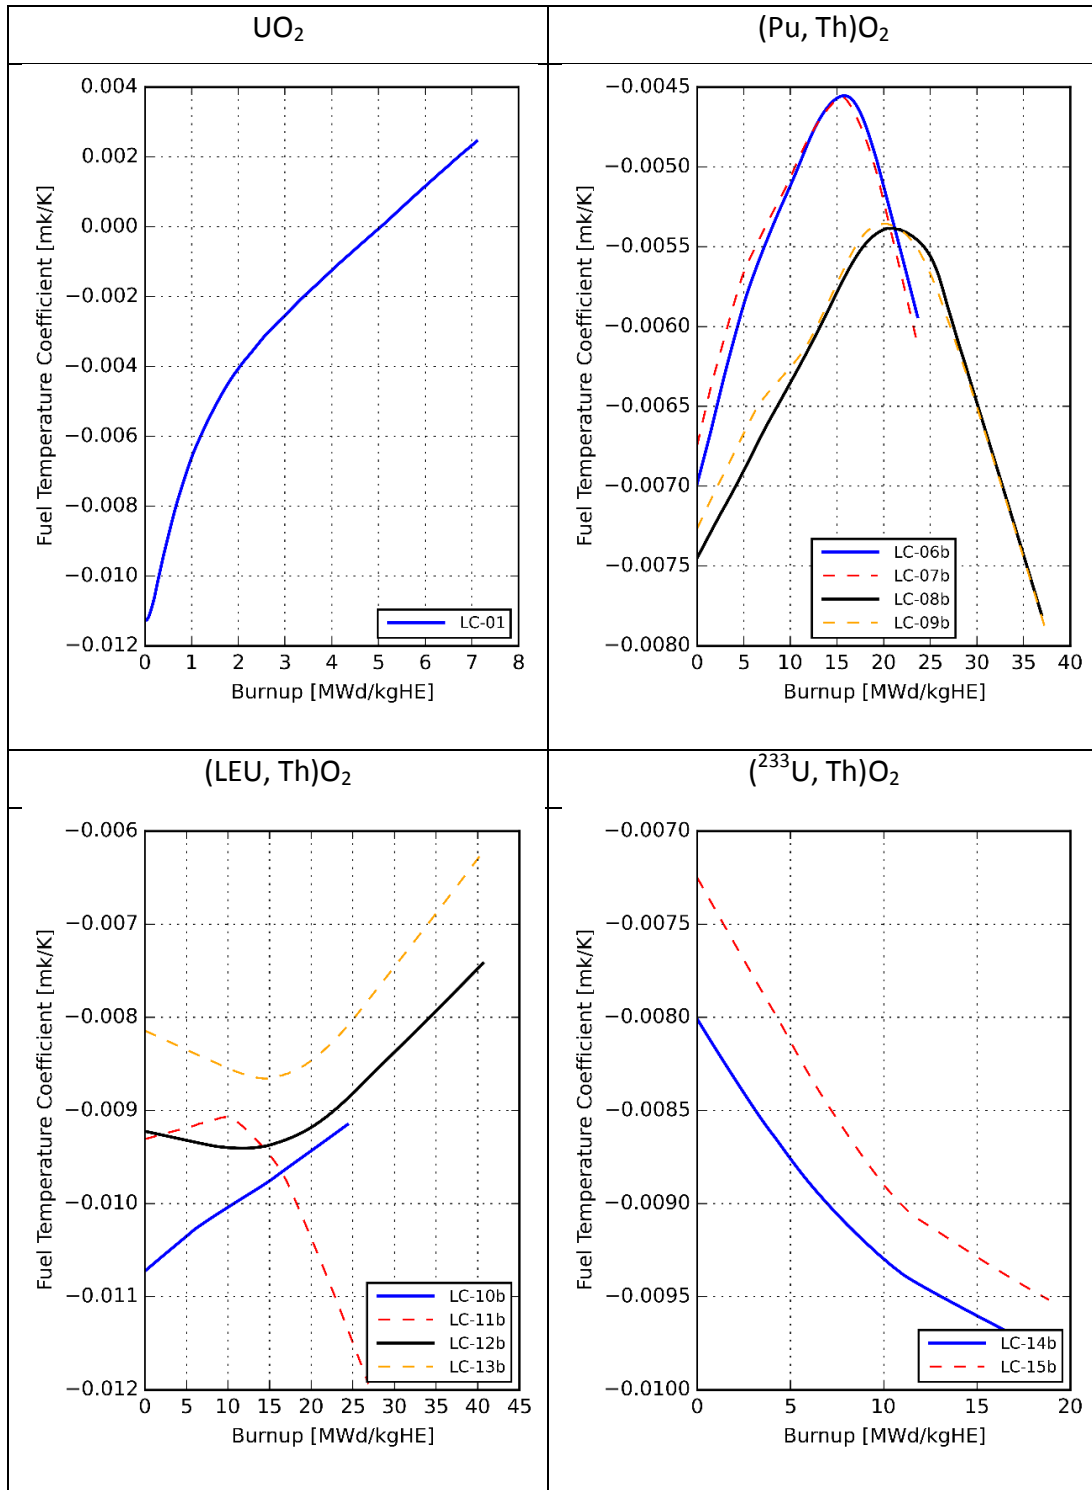 UO₂
(Pu, Th)O₂
0.004
0.002
0.000
−0.002
−0.004
−0.006
−0.008
−0.010
−0.012
Fuel Temperature Coefficient [mk/K]
0 1 2 3 4 5 6 7 8
Burnup [MWd/kgHE]
LC-01
−0.0045
−0.0050
−0.0055
−0.0060
−0.0065
−0.0070
−0.0075
−0.0080
Fuel Temperature Coefficient [mk/K]
0 5 10 15 20 25 30 35 40
Burnup [MWd/kgHE]
LC-06b
LC-07b
LC-08b
LC-09b
(LEU, Th)O₂
(²³³U, Th)O₂
−0.006
−0.007
−0.008
−0.009
−0.010
−0.011
−0.012
Fuel Temperature Coefficient [mk/K]
0 5 10 15 20 25 30 35 40 45
Burnup [MWd/kgHE]
LC-10b
LC-11b
LC-12b
LC-13b
−0.0070
−0.0075
−0.0080
−0.0085
−0.0090
−0.0095
−0.0100
Fuel Temperature Coefficient [mk/K]
0 5 10 15 20
Burnup [MWd/kgHE]
LC-14b
LC-15b